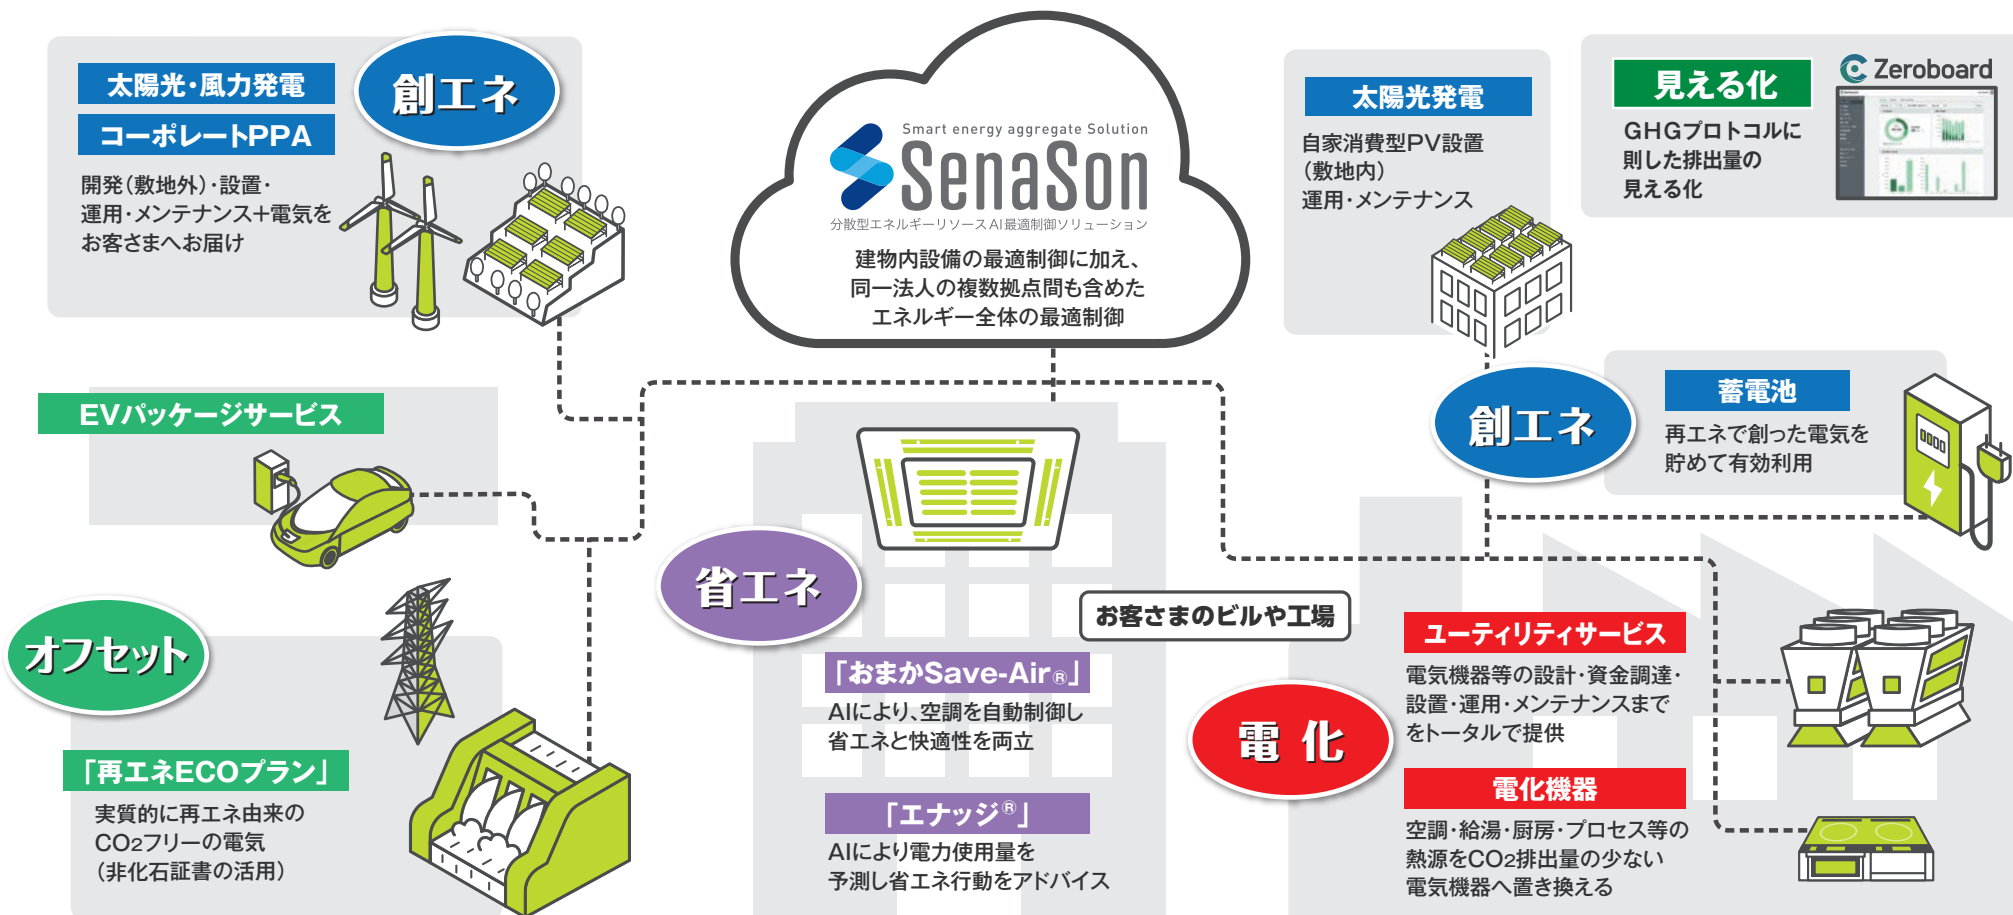 太陽光・風力発電
コーポレートPPA
創エネ
開発(敷地外)・設置・
運用・メンテナンス+電気を
お客さまへお届け
Smart energy aggregate Solution
SenaSon
分散型エネルギーリソースAI最適制御ソリューション
建物内設備の最適制御に加え、
同一法人の複数拠点間も含めた
エネルギー全体の最適制御
太陽光発電
自家消費型PV設置
(敷地内)
運用・メンテナンス
見える化
Zeroboard
GHGプロトコルに
則した排出量の
見える化
EVパッケージサービス
創エネ
蓄電池
再エネで創った電気を
貯めて有効利用
省エネ
お客さまのビルや工場
オフセット
「再エネECOプラン」
実質的に再エネ由来の
CO2フリーの電気
(非化石証書の活用)
「おまかSave-Air®」
AIにより、空調を自動制御し
省エネと快適性を両立
「エナッジ®」
AIにより電力使用量を
予測し省エネ行動をアドバイス
電化
ユーティリティサービス
電気機器等の設計・資金調達・
設置・運用・メンテナンスまで
をトータルで提供
電化機器
空調・給湯・厨房・プロセス等の
熱源をCO2排出量の少ない
電気機器へ置き換える